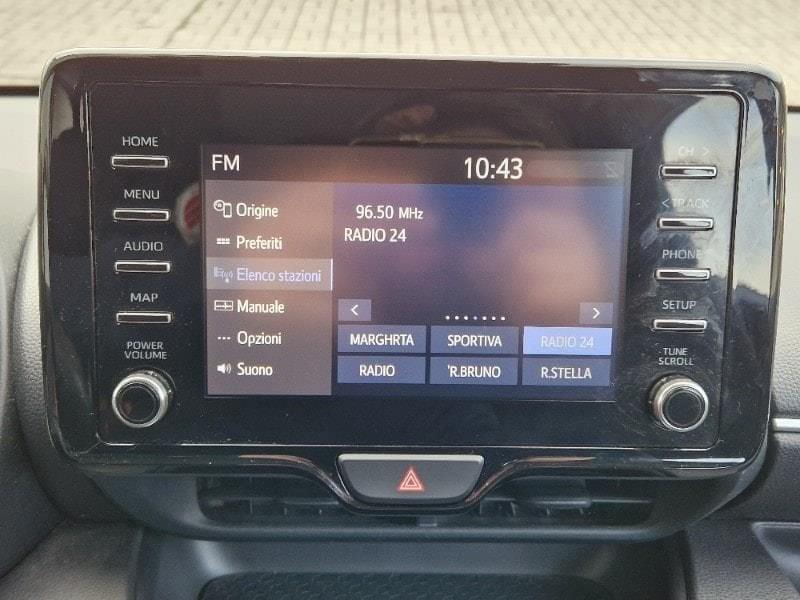 HOME
MENU
AUDIO
MAP
POWER
VOLUME
FM
10:43
Origine
Preferiti
Elenco stazioni
Manuale
Opzioni
Suono
96.50 MHz
RADIO 24
<
>
MARGHRTA
SPORTIVA
RADIO 24
RADIO
'R.BRUNO
R.STELLA
CH >
< TRACK
PHONE
SETUP
TUNE
SCROLL